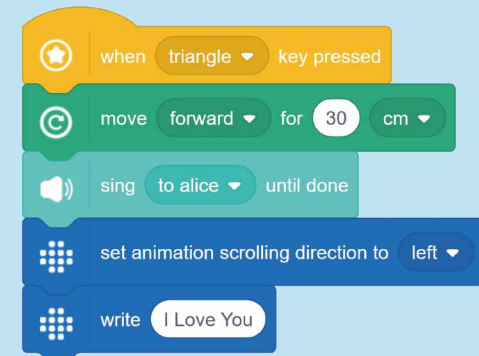 when triangle key pressed
move forward for 30 cm
sing to alice until done
set animation scrolling direction to left
write I Love You